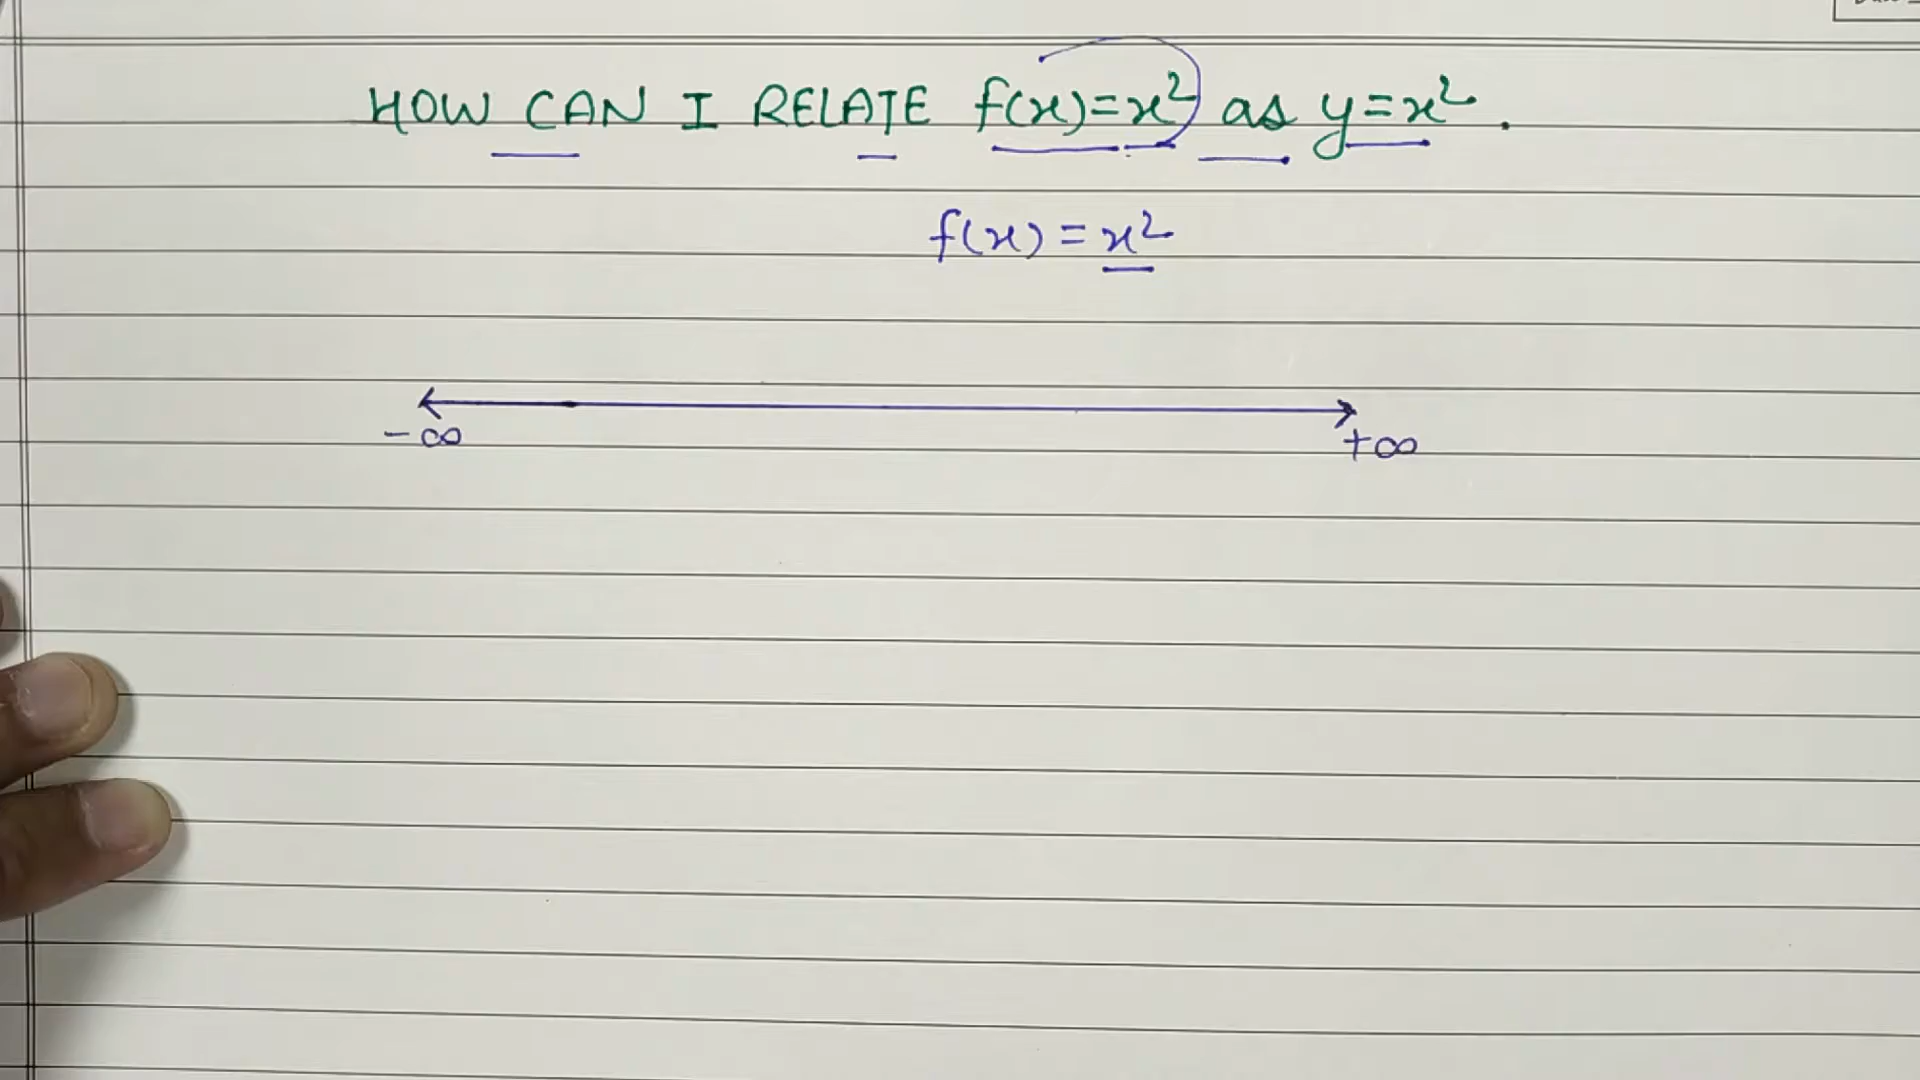 HOW CAN I RELATE f(x)=x² as y=x².
f(x) = x²
-∞ +∞